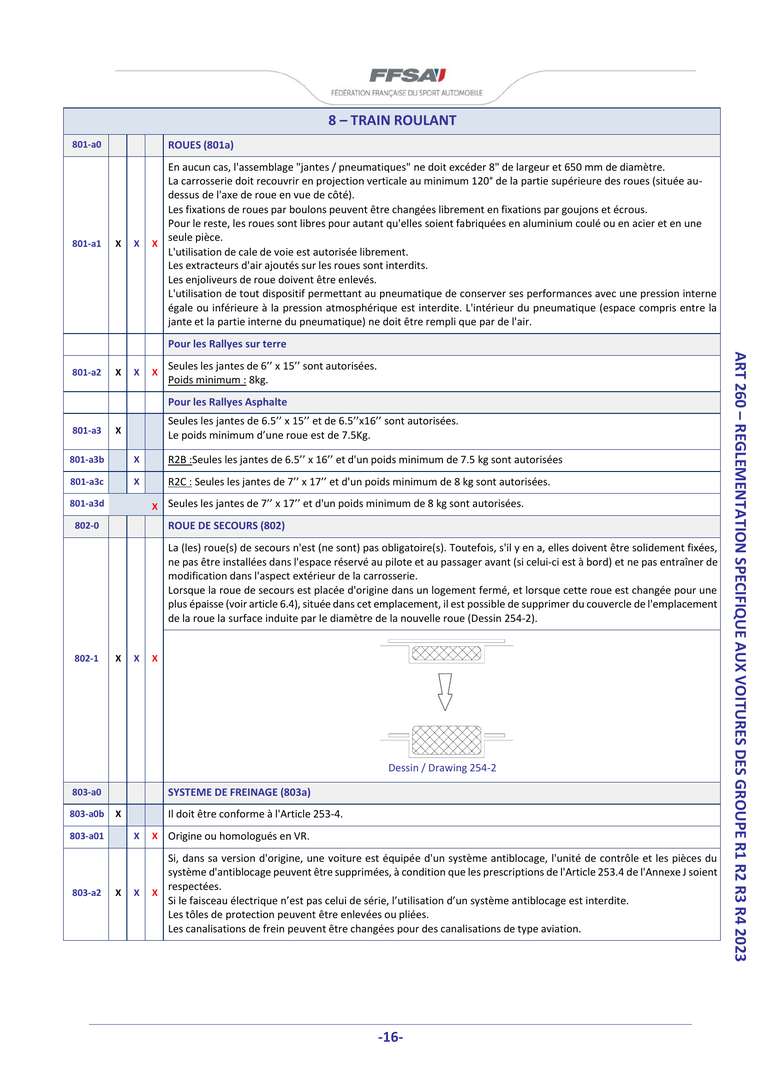 FFSA
FÉDÉRATION FRANÇAISE DU SPORT AUTOMOBILE
8 – TRAIN ROULANT
801-a0 ROUES (801a)
801-a1 X X X
En aucun cas, l'assemblage "jantes / pneumatiques" ne doit excéder 8" de largeur et 650 mm de diamètre.
La carrosserie doit recouvrir en projection verticale au minimum 120° de la partie supérieure des roues (située au-
dessus de l'axe de roue en vue de côté).
Les fixations de roues par boulons peuvent être changées librement en fixations par goujons et écrous.
Pour le reste, les roues sont libres pour autant qu'elles soient fabriquées en aluminium coulé ou en acier et en une
seule pièce.
L'utilisation de cale de voie est autorisée librement.
Les extracteurs d'air ajoutés sur les roues sont interdits.
Les enjoliveurs de roue doivent être enlevés.
L'utilisation de tout dispositif permettant au pneumatique de conserver ses performances avec une pression interne
égale ou inférieure à la pression atmosphérique est interdite. L'intérieur du pneumatique (espace compris entre la
jante et la partie interne du pneumatique) ne doit être rempli que par de l'air.
Pour les Rallyes sur terre
801-a2 X X X
Seules les jantes de 6’’ x 15’’ sont autorisées.
Poids minimum : 8kg.
Pour les Rallyes Asphalte
801-a3 X
Seules les jantes de 6.5’’ x 15’’ et de 6.5’’x16’’ sont autorisées.
Le poids minimum d’une roue est de 7.5Kg.
801-a3b X R2B :Seules les jantes de 6.5’’ x 16’’ et d'un poids minimum de 7.5 kg sont autorisées
801-a3c X R2C : Seules les jantes de 7’’ x 17’’ et d'un poids minimum de 8 kg sont autorisées.
801-a3d X Seules les jantes de 7’’ x 17’’ et d'un poids minimum de 8 kg sont autorisées.
802-0 ROUE DE SECOURS (802)
802-1 X X X
La (les) roue(s) de secours n'est (ne sont) pas obligatoire(s). Toutefois, s'il y en a, elles doivent être solidement fixées,
ne pas être installées dans l'espace réservé au pilote et au passager avant (si celui-ci est à bord) et ne pas entraîner de
modification dans l'aspect extérieur de la carrosserie.
Lorsque la roue de secours est placée d'origine dans un logement fermé, et lorsque cette roue est changée pour une
plus épaisse (voir article 6.4), située dans cet emplacement, il est possible de supprimer du couvercle de l'emplacement
de la roue la surface induite par le diamètre de la nouvelle roue (Dessin 254-2).
Dessin / Drawing 254-2
803-a0 SYSTEME DE FREINAGE (803a)
803-a0b X Il doit être conforme à l'Article 253-4.
803-a01 X X Origine ou homologués en VR.
803-a2 X X X
Si, dans sa version d'origine, une voiture est équipée d'un système antiblocage, l'unité de contrôle et les pièces du
système d'antiblocage peuvent être supprimées, à condition que les prescriptions de l'Article 253.4 de l'Annexe J soient
respectées.
Si le faisceau électrique n’est pas celui de série, l’utilisation d’un système antiblocage est interdite.
Les tôles de protection peuvent être enlevées ou pliées.
Les canalisations de frein peuvent être changées pour des canalisations de type aviation.
ART 260 – REGLEMENTATION SPECIFIQUE AUX VOITURES DES GROUPE R1 R2 R3 R4 2023
-16-